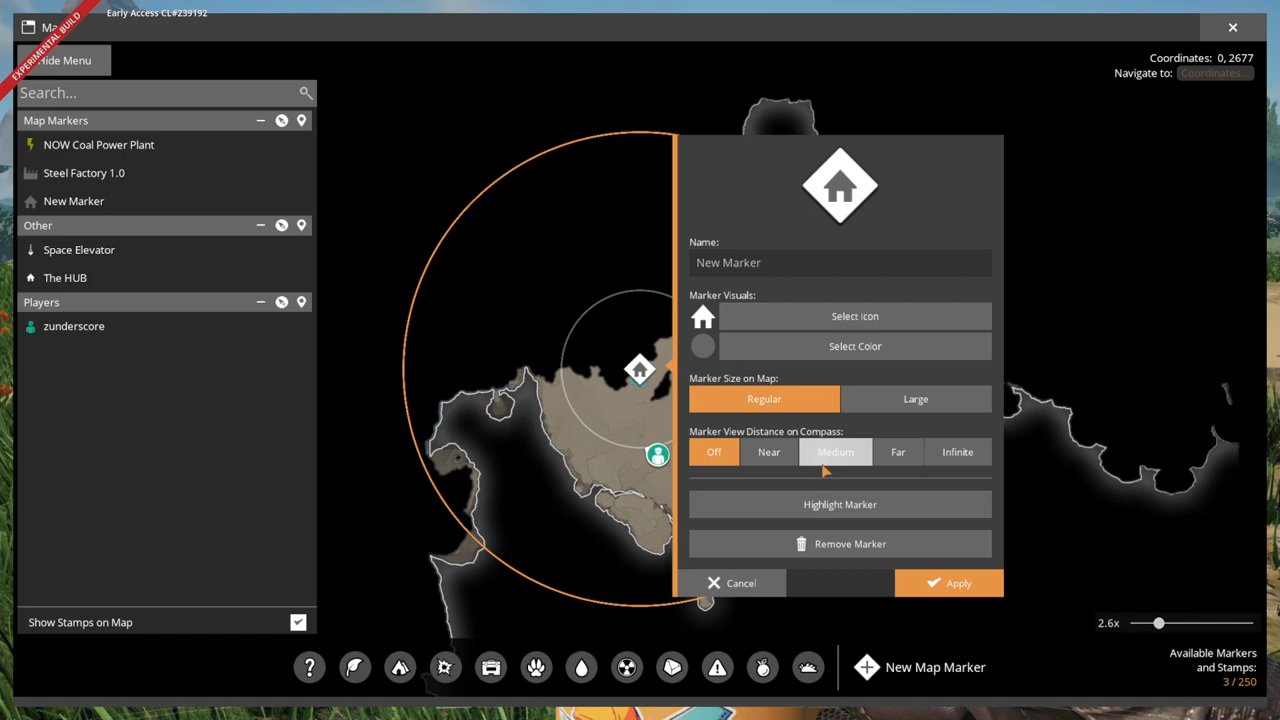 Early Access CL#239192
EXPERIMENTAL BUILD
Ma
Hide Menu
Coordinates: 0, 2677
Navigate to: Coordinates...
Search...
Map Markers
NOW Coal Power Plant
Steel Factory 1.0
New Marker
Other
Space Elevator
The HUB
Players
zunderscore
Show Stamps on Map
Name:
New Marker
Marker Visuals:
Select Icon
Select Color
Marker Size on Map:
Regular Large
Marker View Distance on Compass:
Off Near Medium Far Infinite
Highlight Marker
Remove Marker
Cancel Apply
2.6x
? New Map Marker
Available Markers
and Stamps:
3 / 250